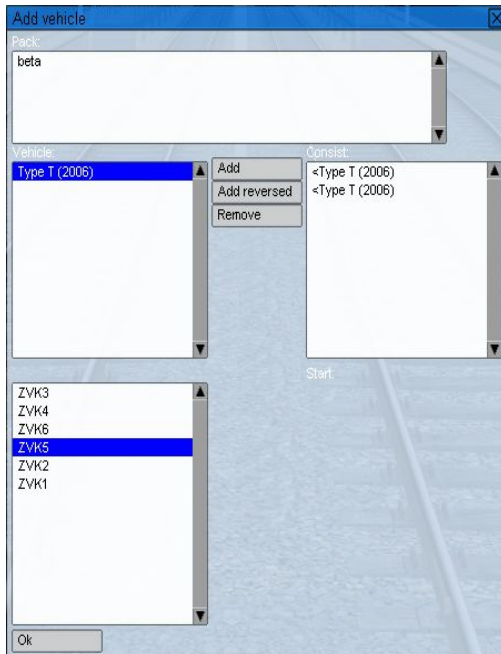 Add vehicle
Pack:
beta
Vehicle:
Type T (2006)
Add
Add reversed
Remove
Consist:
<Type T (2006)
<Type T (2006)
Start:
ZVK3
ZVK4
ZVK6
ZVK5
ZVK2
ZVK1
Ok